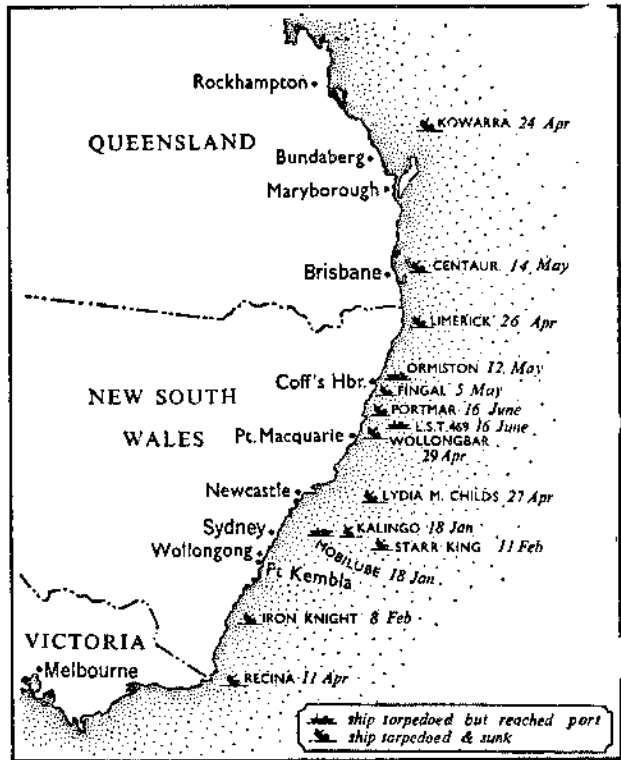 Rockhampton
KOWARRA 24 Apr
QUEENSLAND
Bundaberg
Maryborough
CENTAUR 14 May
Brisbane
LIMERICK 26 Apr
ORMISTON 12 May
Coff's Hbr.
FINGAL 5 May
NEW SOUTH
WALES
PORTMAR 16 June
L.S.T. 469 16 June
Pt. Macquarie
WOLLONGBAR
29 Apr
Newcastle
LYDIA M. CHILDS 27 Apr
Sydney
KALINGO 18 Jan
Wollongong
STARR KING 11 Feb
MOBILUBE 18 Jan
Pt Kembla
IRON KNIGHT 8 Feb
VICTORIA
Melbourne
RECINA 11 Apr
ship torpedoed but reached port
ship torpedoed & sunk